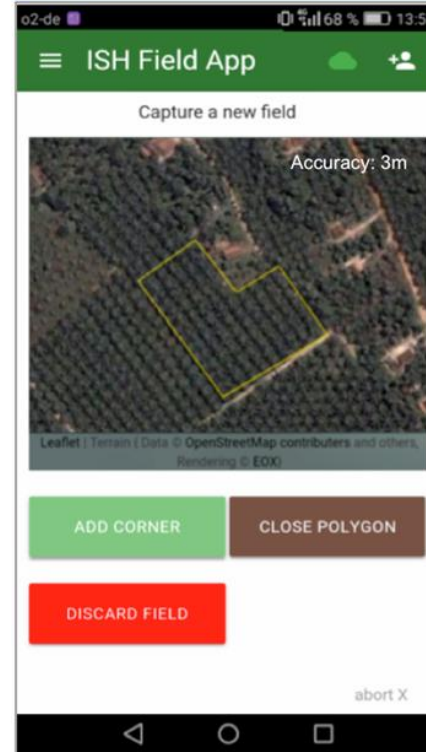 o2-de 4G 68 % 13:5
ISH Field App
Capture a new field
Accuracy: 3m
Leaflet | Terrain | Data © OpenStreetMap contributers and others,
Rendering © EOX)
ADD CORNER CLOSE POLYGON
DISCARD FIELD
abort X